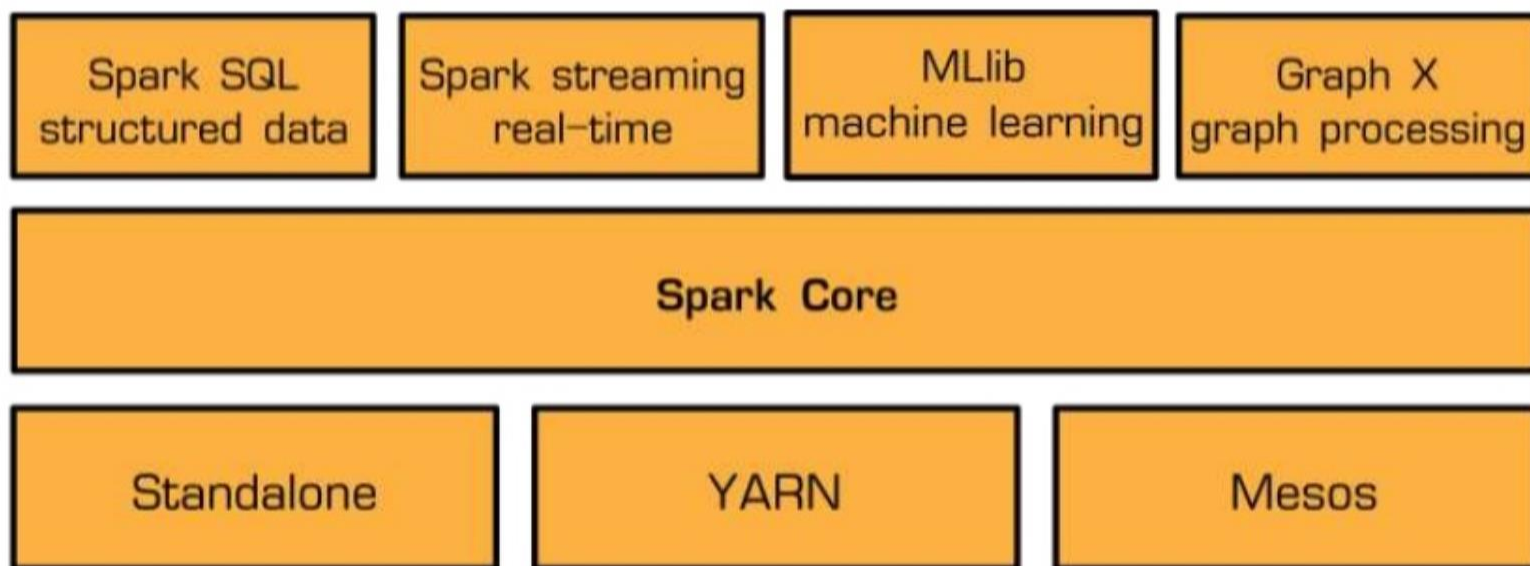 Spark SQL
structured data
Spark streaming
real-time
MLlib
machine learning
Graph X
graph processing
Spark Core
Standalone
YARN
Mesos